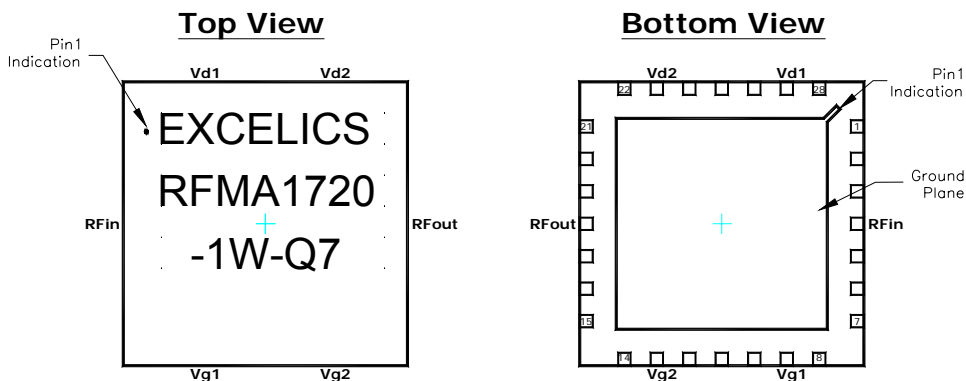 Top View
Pin1
Indication
Vd1
Vd2
EXCELICS
RFMA1720
-1W-Q7
RFin
RFout
Vg1
Vg2
Bottom View
Vd2
Vd1
Pin1
Indication
22
28
21
1
Ground
Plane
RFout
RFin
15
7
14
8
Vg2
Vg1